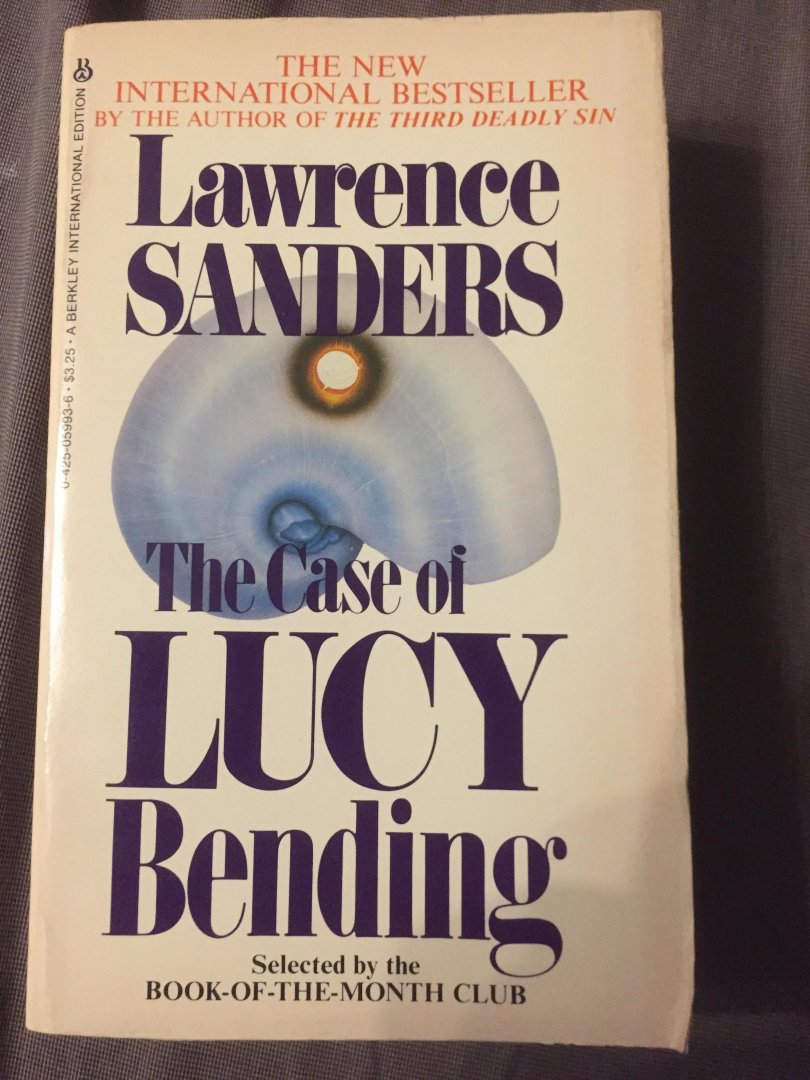 THE NEW
INTERNATIONAL BESTSELLER
BY THE AUTHOR OF THE THIRD DEADLY SIN
Lawrence
SANDERS
The Case of
LUCY
Bending
Selected by the
BOOK-OF-THE-MONTH CLUB
0-425-05993-6 • $3.25 • A BERKLEY INTERNATIONAL EDITION